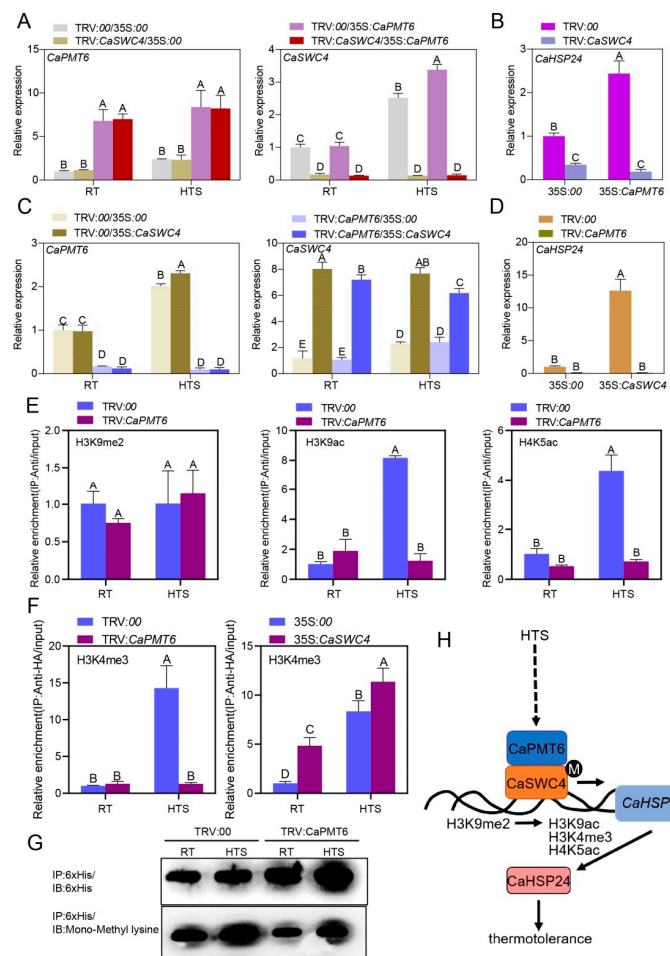 A
TRV:00/35S:00
TRV:CaSWC4/35S:00
TRV:00/35S:CaPMT6
TRV:CaSWC4/35S:CaPMT6
Relative expression
15
10
5
0
CaPMT6
B B A A B B A A
RT HTS
Relative expression
4
3
2
1
0
CaSWC4
C D C D B D A D
RT HTS
B
TRV:00
TRV:CaSWC4
Relative expression
3
2
1
0
CaHSP24
B C A C
35S:00 35S:CaPMT6
C
TRV:00/35S:00
TRV:00/35S:CaSWC4
TRV:CaPMT6/35S:00
TRV:CaPMT6/35S:CaSWC4
Relative expression
3
2
1
0
CaPMT6
C C D D B A D D
RT HTS
Relative expression
10
8
6
4
2
0
CaSWC4
E A E B D AB D C
RT HTS
D
TRV:00
TRV:CaPMT6
Relative expression
15
10
5
0
CaHSP24
B B A B
35S:00 35S:CaSWC4
E
TRV:00
TRV:CaPMT6
Relative enrichment(IP:Anti/input)
2.0
1.5
1.0
0.5
0.0
H3K9me2
A A A A
RT HTS
TRV:00
TRV:CaPMT6
Relative enrichment(IP:Anti/input)
10
8
6
4
2
0
H3K9ac
B B A B
RT HTS
TRV:00
TRV:CaPMT6
Relative enrichment(IP:Anti/input)
6
4
2
0
H4K5ac
B B A B
RT HTS
F
TRV:00
TRV:CaPMT6
Relative enrichment(IP:Anti-HA/input)
20
15
10
5
0
H3K4me3
B B A B
RT HTS
35S:00
35S:CaSWC4
Relative enrichment(IP:Anti-HA/input)
15
10
5
0
H3K4me3
D C B A
RT HTS
G
TRV:00 TRV:CaPMT6
RT HTS RT HTS
IP:6xHis/
IB:6xHis
IP:6xHis/
IB:Mono-Methyl lysine
H
HTS
CaPMT6
M
CaSWC4
CaHSP
H3K9me2
H3K9ac
H3K4me3
H4K5ac
CaHSP24
thermotolerance